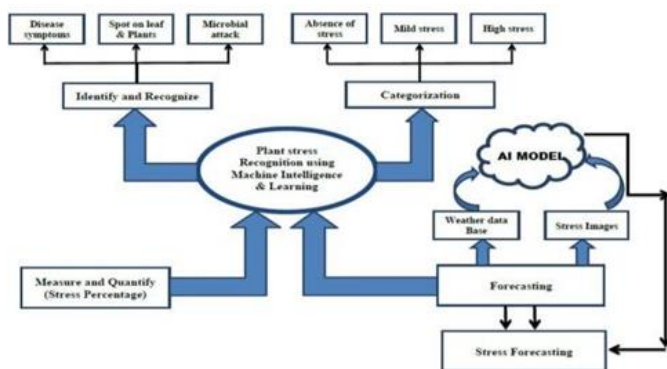 Disease
symptoms
Spot on leaf
& Plants
Microbial
attack
Absence of
stress
Mild stress
High stress
Identify and Recognize
Categorization
Plant stress
Recognition using
Machine Intelligence
& Learning
AI MODEL
Weather data
Base
Stress Images
Measure and Quantify
(Stress Percentage)
Forecasting
Stress Forecasting